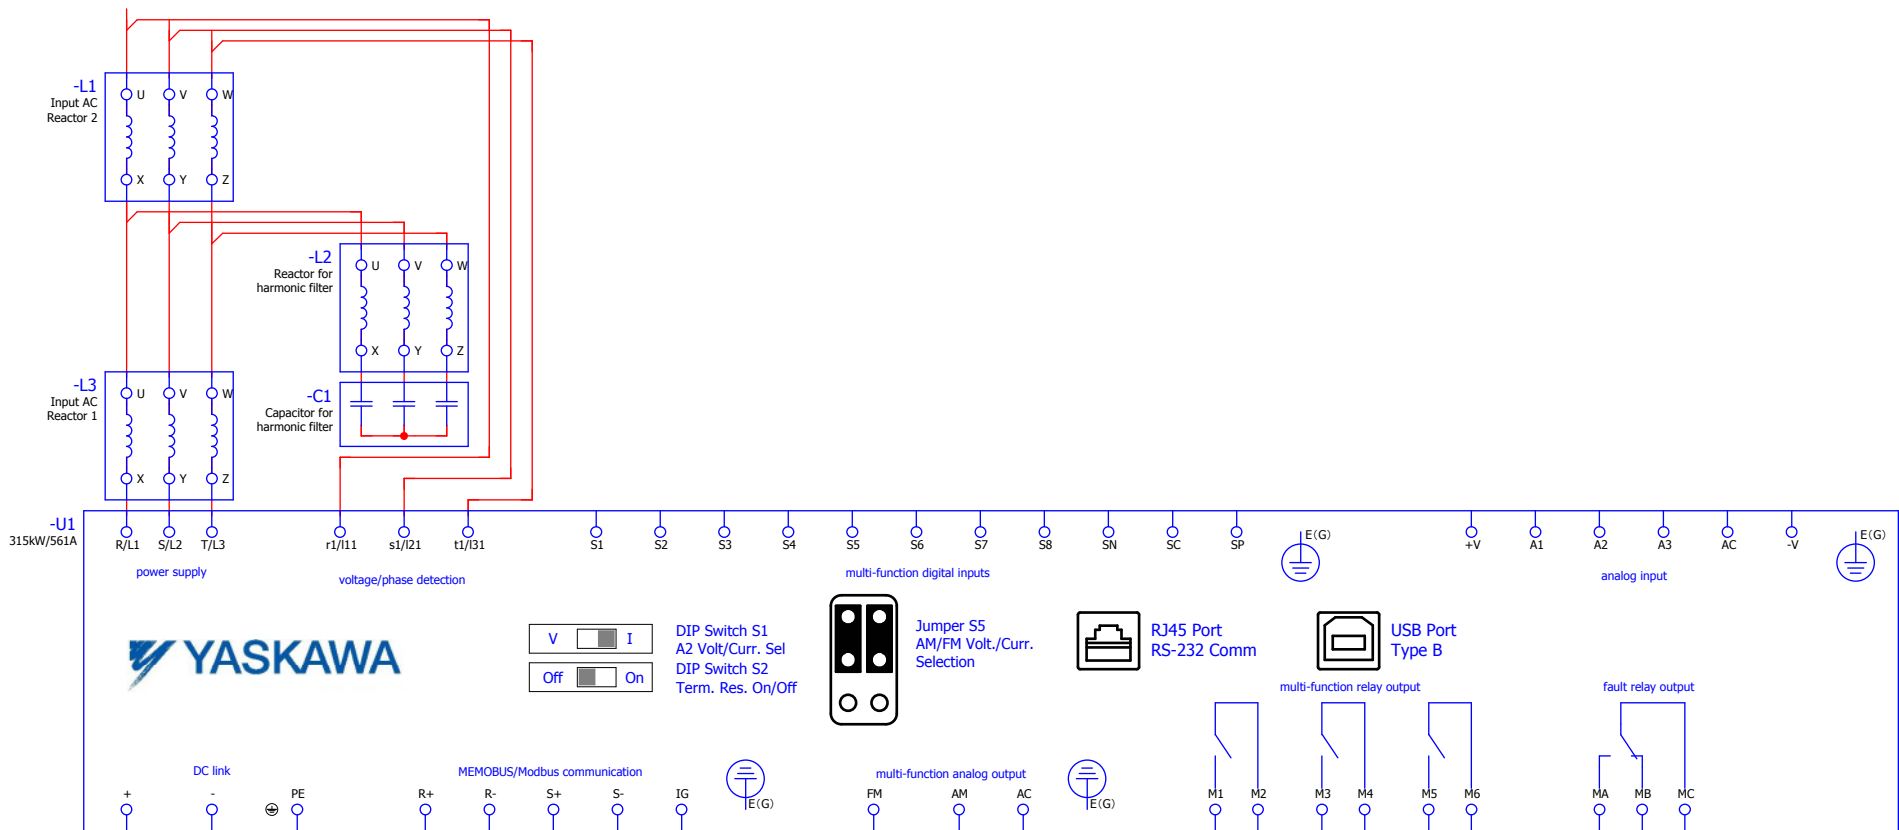 -L1
Input AC
Reactor 2
U V W
X Y Z
-L2
Reactor for
harmonic filter
U V W
X Y Z
-L3
Input AC
Reactor 1
U V W
X Y Z
-C1
Capacitor for
harmonic filter
-U1
315kW/561A
R/L1 S/L2 T/L3
power supply
r1/l11 s1/l21 t1/l31
voltage/phase detection
S1 S2 S3 S4 S5 S6 S7 S8 SN SC SP
E(G)
multi-function digital inputs
+V A1 A2 A3 AC -V
E(G)
analog input
YASKAWA
V I
DIP Switch S1
A2 Volt/Curr. Sel
Off On
DIP Switch S2
Term. Res. On/Off
Jumper S5
AM/FM Volt./Curr.
Selection
RJ45 Port
RS-232 Comm
USB Port
Type B
multi-function relay output
fault relay output
DC link
MEMOBUS/Modbus communication
multi-function analog output
+ - PE
R+ R- S+ S- IG
E(G)
FM AM AC
E(G)
M1 M2 M3 M4 M5 M6
MA MB MC